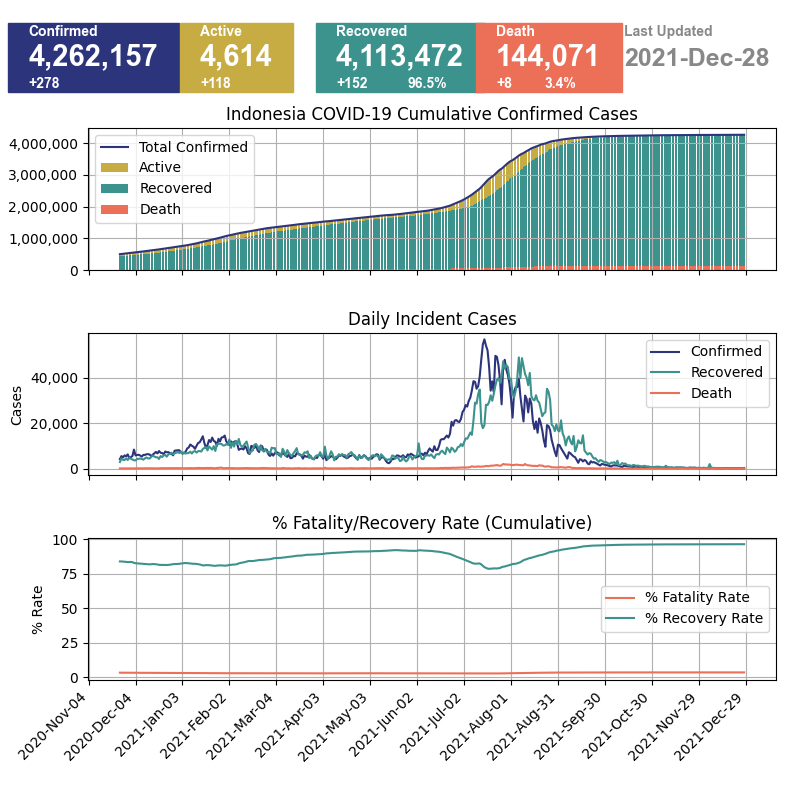 Confirmed
4,262,157
+278
Active
4,614
+118
Recovered
4,113,472
+152 96.5%
Death
144,071
+8 3.4%
Last Updated
2021-Dec-28
Indonesia COVID-19 Cumulative Confirmed Cases
4,000,000
3,000,000
2,000,000
1,000,000
0
Total Confirmed
Active
Recovered
Death
Daily Incident Cases
Cases
40,000
20,000
0
Confirmed
Recovered
Death
% Fatality/Recovery Rate (Cumulative)
% Rate
100
75
50
25
0
% Fatality Rate
% Recovery Rate
2020-Nov-04
2020-Dec-04
2021-Jan-03
2021-Feb-02
2021-Mar-04
2021-Apr-03
2021-May-03
2021-Jun-02
2021-Jul-02
2021-Aug-01
2021-Aug-31
2021-Sep-30
2021-Oct-30
2021-Nov-29
2021-Dec-29